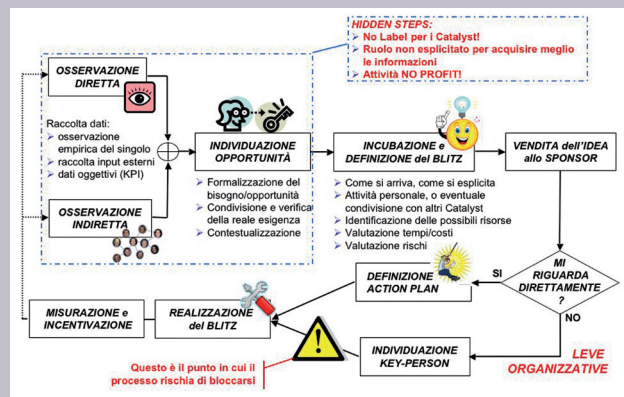 HIDDEN STEPS:
No Label per i Catalyst!
Ruolo non esplicitato per acquisire meglio
le informazioni
Attività NO PROFIT!
OSSERVAZIONE
DIRETTA
Raccolta dati:
osservazione
empirica del singolo
raccolta input esterni
dati oggettivi (KPI)
OSSERVAZIONE
INDIRETTA
INDIVIDUAZIONE
OPPORTUNITÀ
Formalizzazione del
bisogno/opportunità
Condivisione e verifica
della reale esigenza
Contestualizzazione
INCUBAZIONE e
DEFINIZIONE del BLITZ
Come si arriva, come si esplicita
Attività personale, o eventuale
condivisione con altri Catalyst
Identificazione delle possibili risorse
Valutazione tempi/costi
Valutazione rischi
VENDITA dell'IDEA
allo SPONSOR
MI
RIGUARDA
DIRETTAMENTE
?
SI
NO
DEFINIZIONE
ACTION PLAN
INDIVIDUAZIONE
KEY-PERSON
LEVE
ORGANIZZATIVE
REALIZZAZIONE
del BLITZ
MISURAZIONE e
INCENTIVAZIONE
Questo è il punto in cui il
processo rischia di bloccarsi